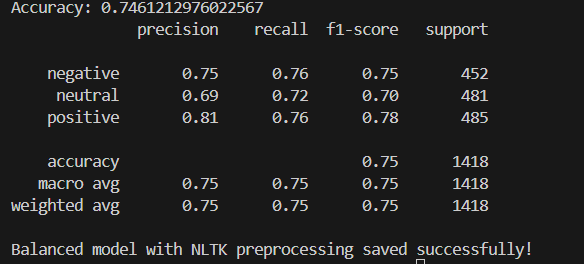 Accuracy: 0.7461212976022567
precision recall f1-score support
negative 0.75 0.76 0.75 452
neutral 0.69 0.72 0.70 481
positive 0.81 0.76 0.78 485
accuracy 0.75 1418
macro avg 0.75 0.75 0.75 1418
weighted avg 0.75 0.75 0.75 1418
Balanced model with NLTK preprocessing saved successfully!